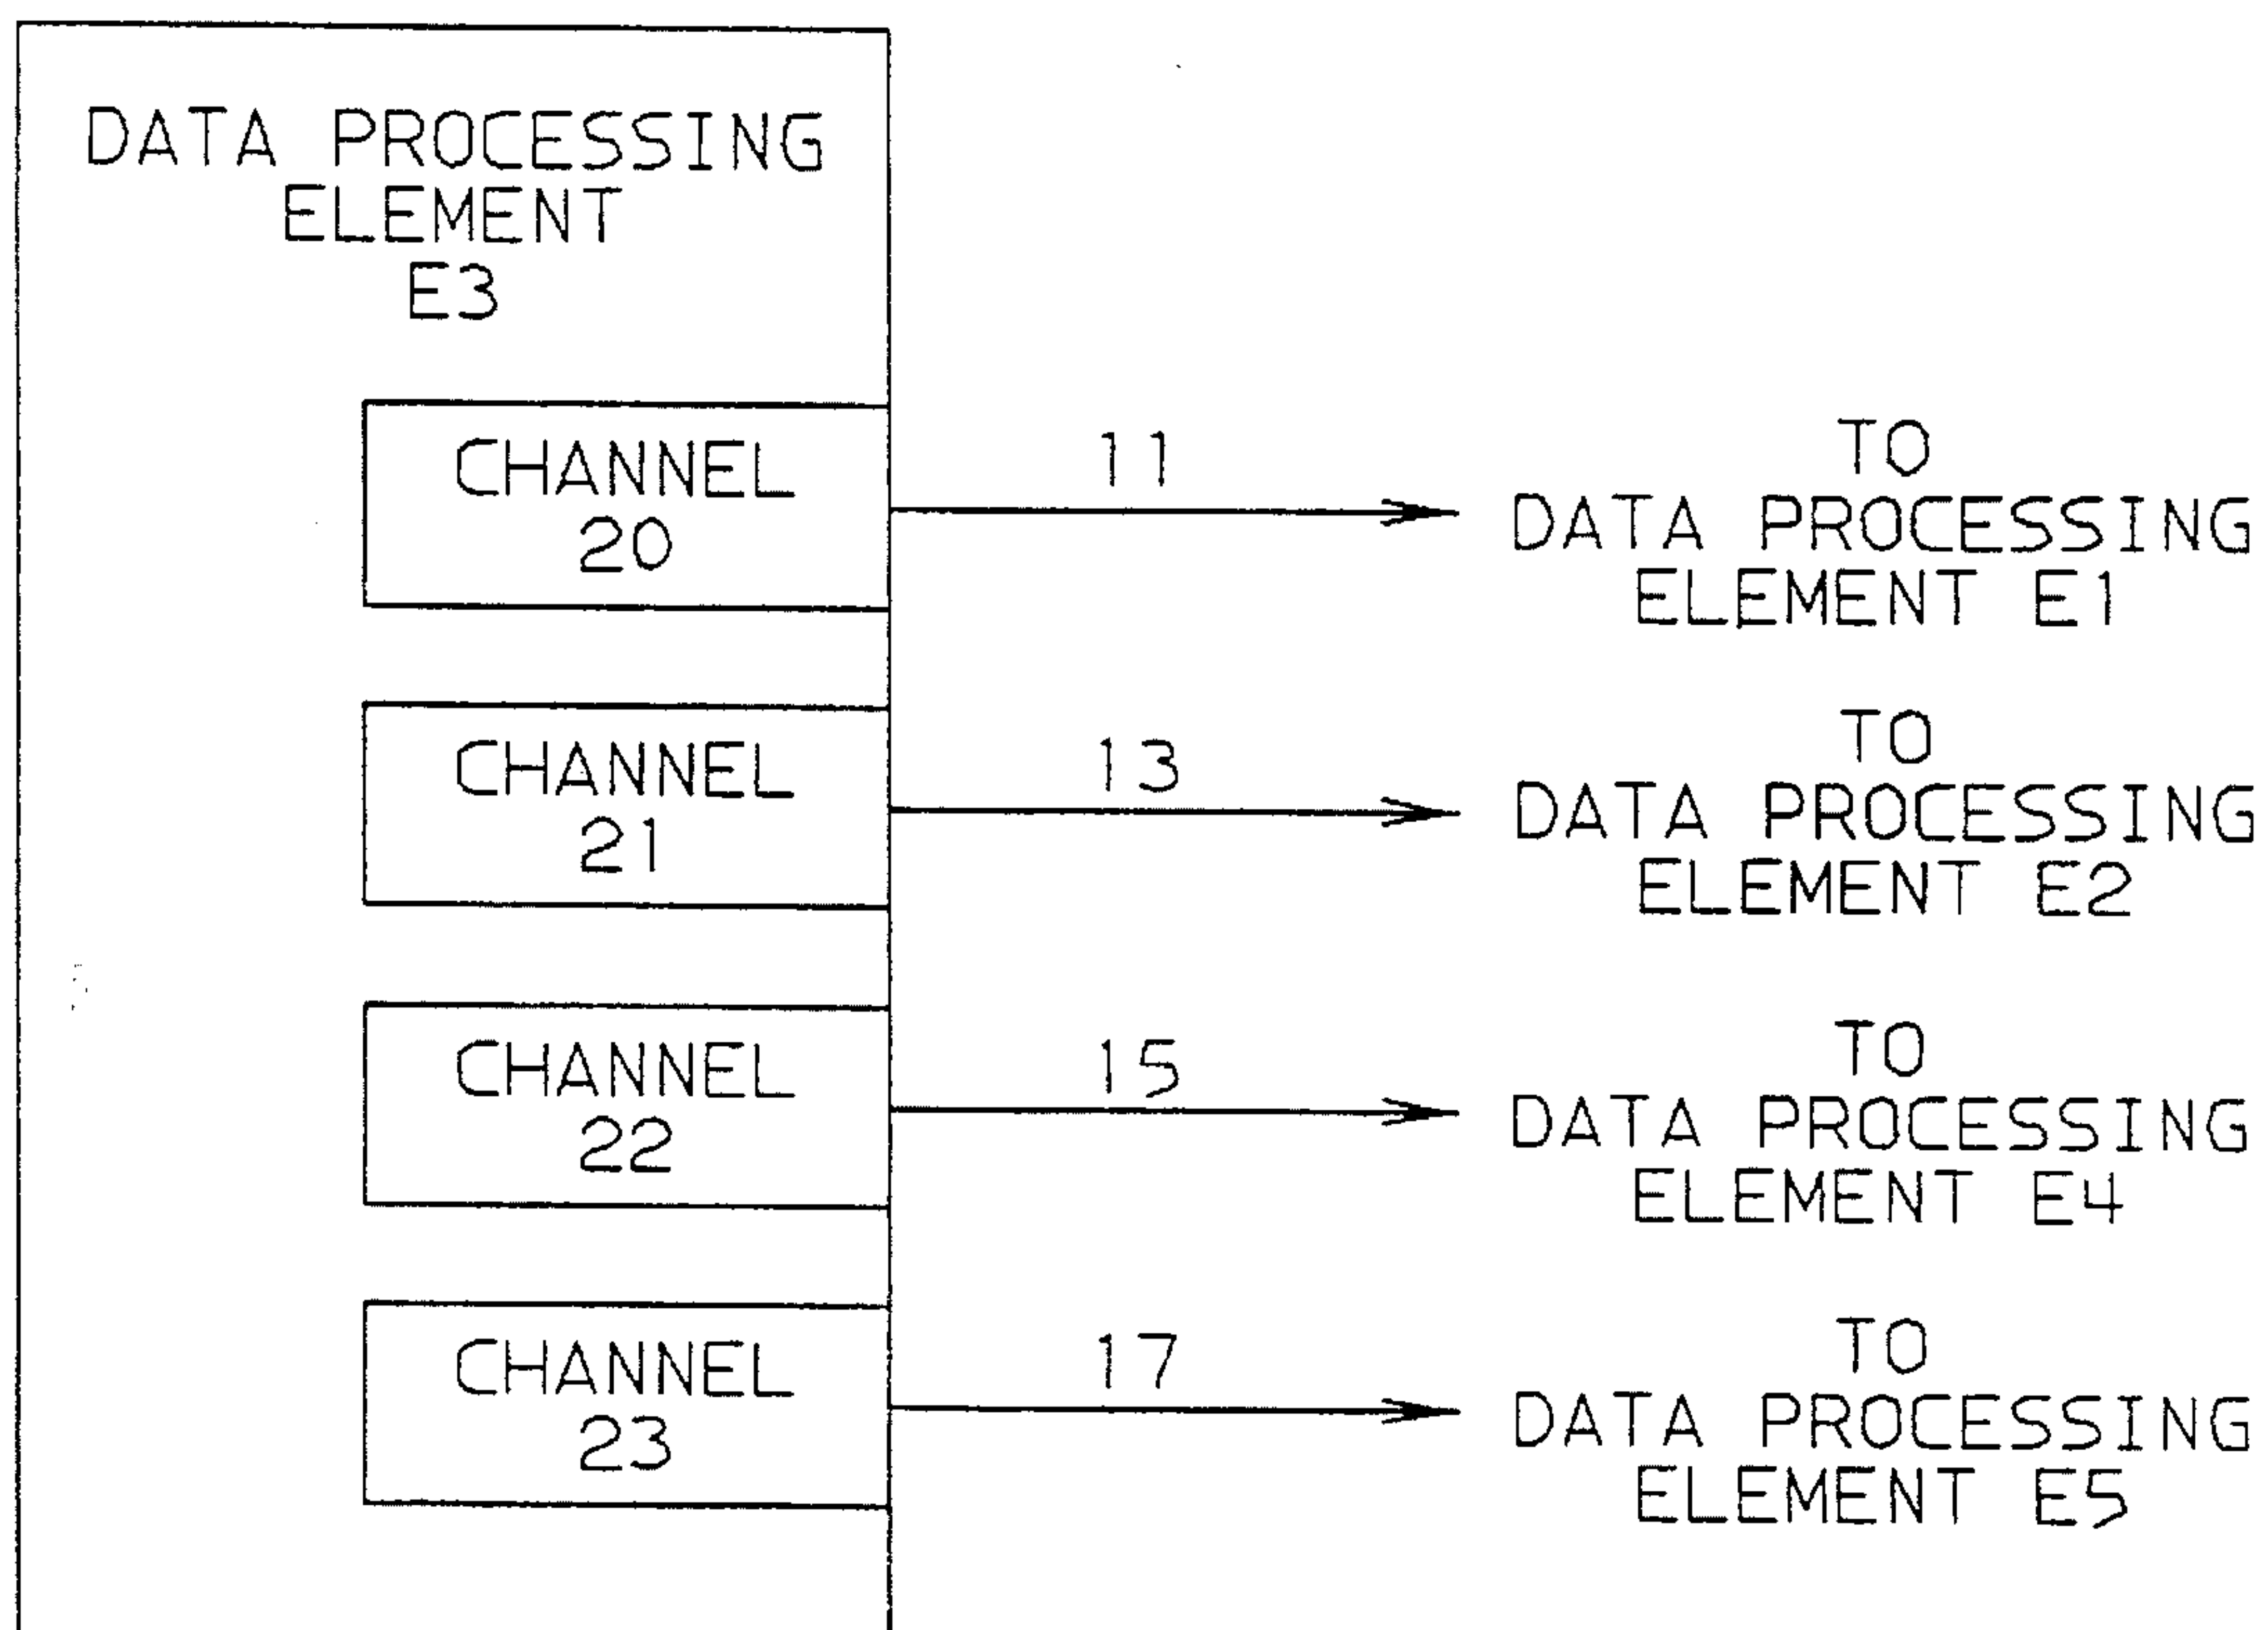 DATA PROCESSING
ELEMENT
E3
CHANNEL
20
11
TO
DATA PROCESSING
ELEMENT E1
CHANNEL
21
13
TO
DATA PROCESSING
ELEMENT E2
CHANNEL
22
15
TO
DATA PROCESSING
ELEMENT E4
CHANNEL
23
17
TO
DATA PROCESSING
ELEMENT E5